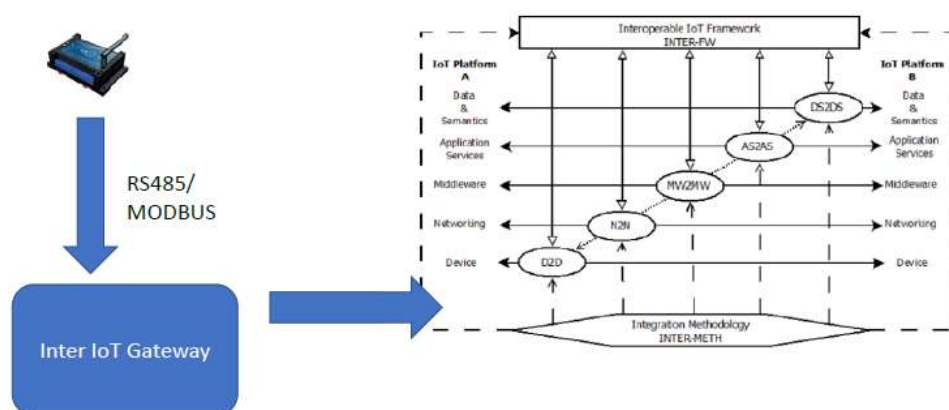 Interoperable IoT Framework
INTER-FW
IoT Platform
A
IoT Platform
B
Data
&
Semantics
DS2DS
Data
&
Semantics
Application
Services
AS2AS
Application
Services
Middleware
MW2MW
Middleware
Networking
N2N
Networking
Device
D2D
Device
Integration Methodology
INTER-METH
RS485/
MODBUS
Inter IoT Gateway